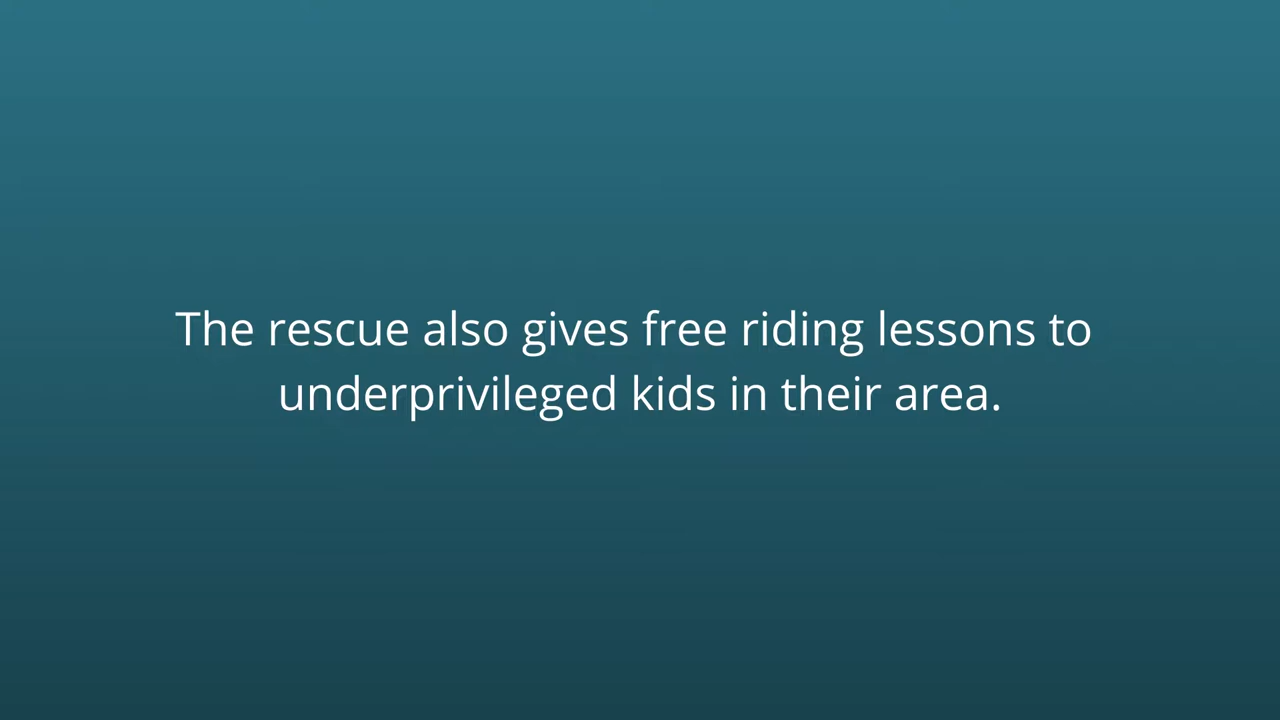 The rescue also gives free riding lessons to
underprivileged kids in their area.